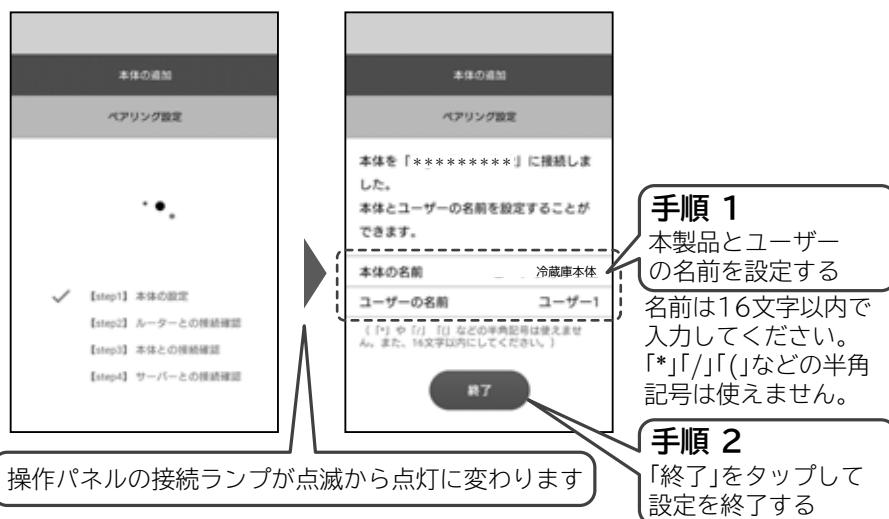 本体の追加
ペアリング設定
【step1】本体の設定
【step2】ルーターとの接続確認
【step3】本体との接続確認
【step4】サーバーとの接続確認
本体の追加
ペアリング設定
本体を「*********」に接続しま
した。
本体とユーザーの名前を設定することが
できます。
本体の名前 冷蔵庫本体
ユーザーの名前 ユーザー1
(「*」や「/」「(」などの半角記号は使えませ
ん。また、16文字以内にしてください。)
終了
手順 1
本製品とユーザー
の名前を設定する
名前は16文字以内で
入力してください。
「*」「/」「(」などの半角
記号は使えません。
手順 2
「終了」をタップして
設定を終了する
操作パネルの接続ランプが点滅から点灯に変わります